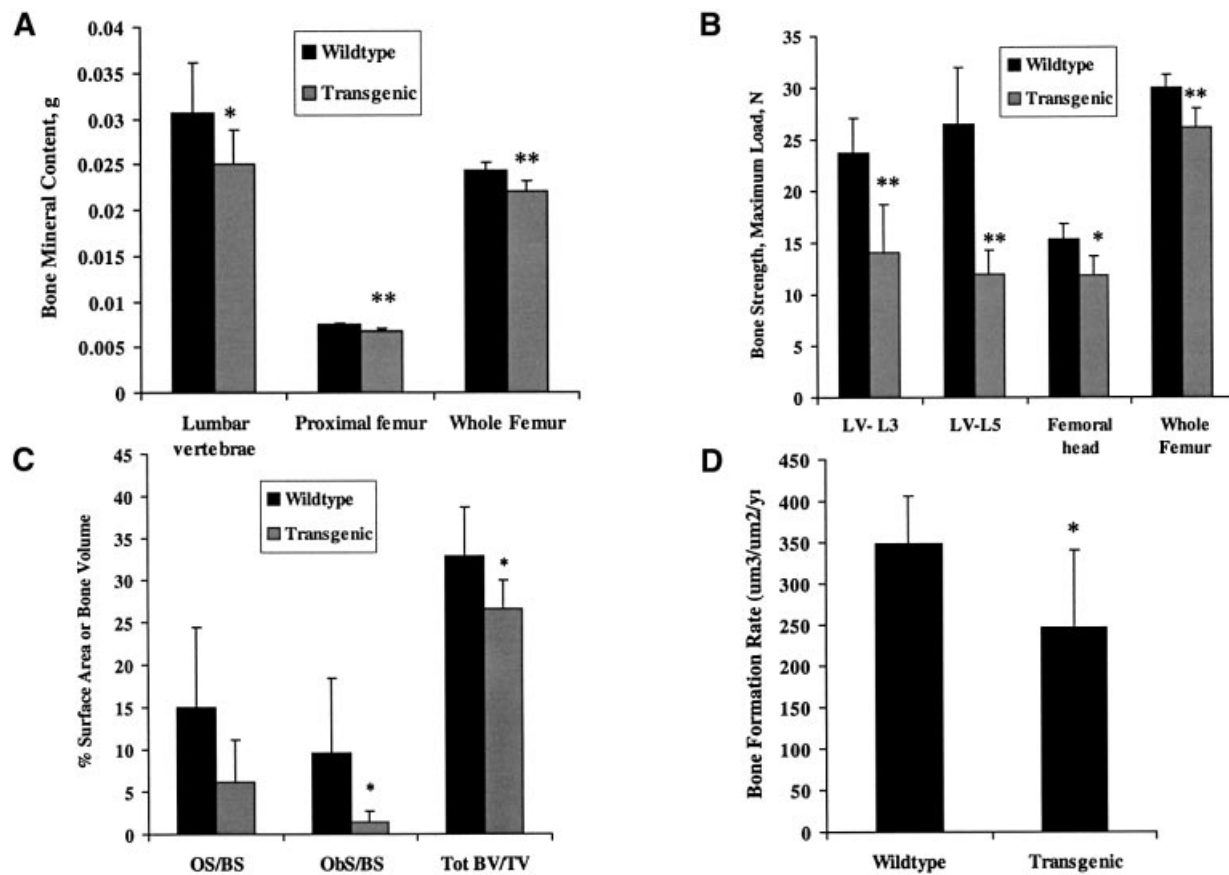 A
0.04
0.035
0.03
0.025
0.02
0.015
0.01
0.005
0
Bone Mineral Content, g
Wildtype
Transgenic
*
**
**
Lumbar vertebrae
Proximal femur
Whole Femur
B
35
30
25
20
15
10
5
0
Bone Strength, Maximum Load, N
Wildtype
Transgenic
**
**
*
**
LV- L3
LV-L5
Femoral head
Whole Femur
C
45
40
35
30
25
20
15
10
5
0
% Surface Area or Bone Volume
Wildtype
Transgenic
*
*
OS/BS
ObS/BS
Tot BV/TV
D
450
400
350
300
250
200
150
100
50
0
Bone Formation Rate (um3/um2/yı
*
Wildtype
Transgenic